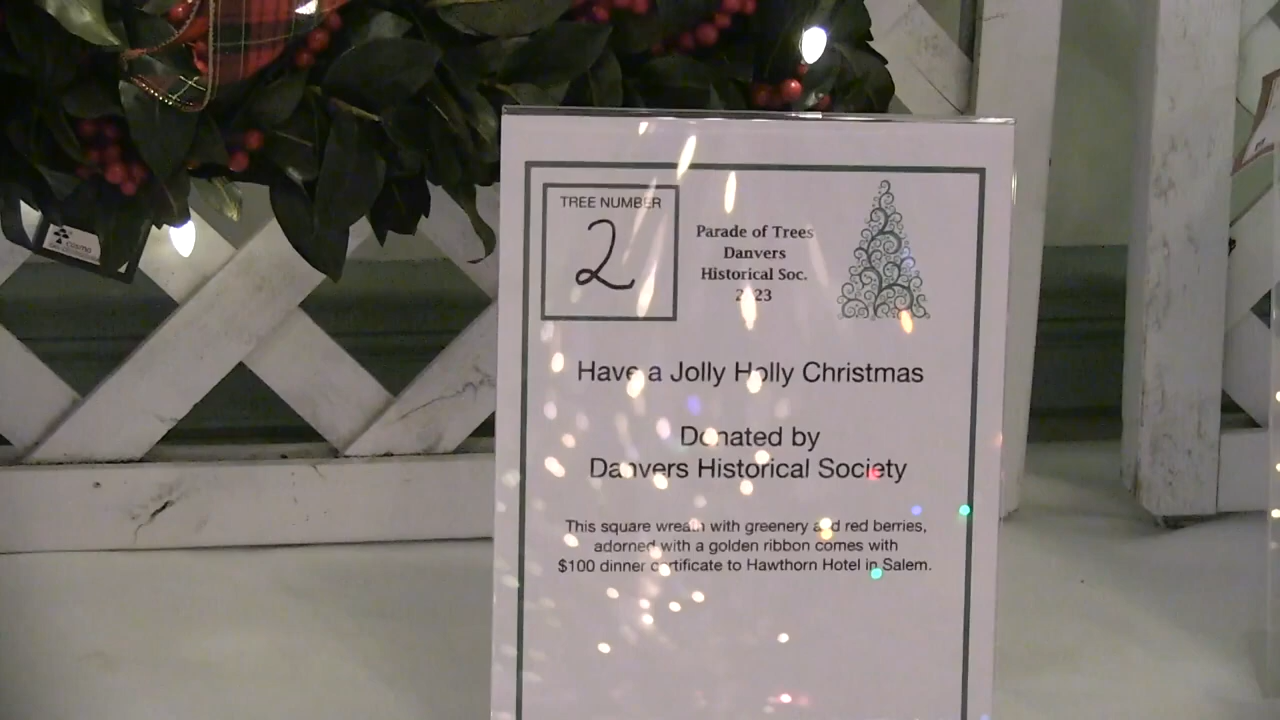 TREE NUMBER
2
Parade of Trees
Danvers
Historical Soc.
2023
Have a Jolly Holly Christmas
Donated by
Danvers Historical Society
This square wreath with greenery and red berries,
adorned with a golden ribbon comes with
$100 dinner certificate to Hawthorn Hotel in Salem.